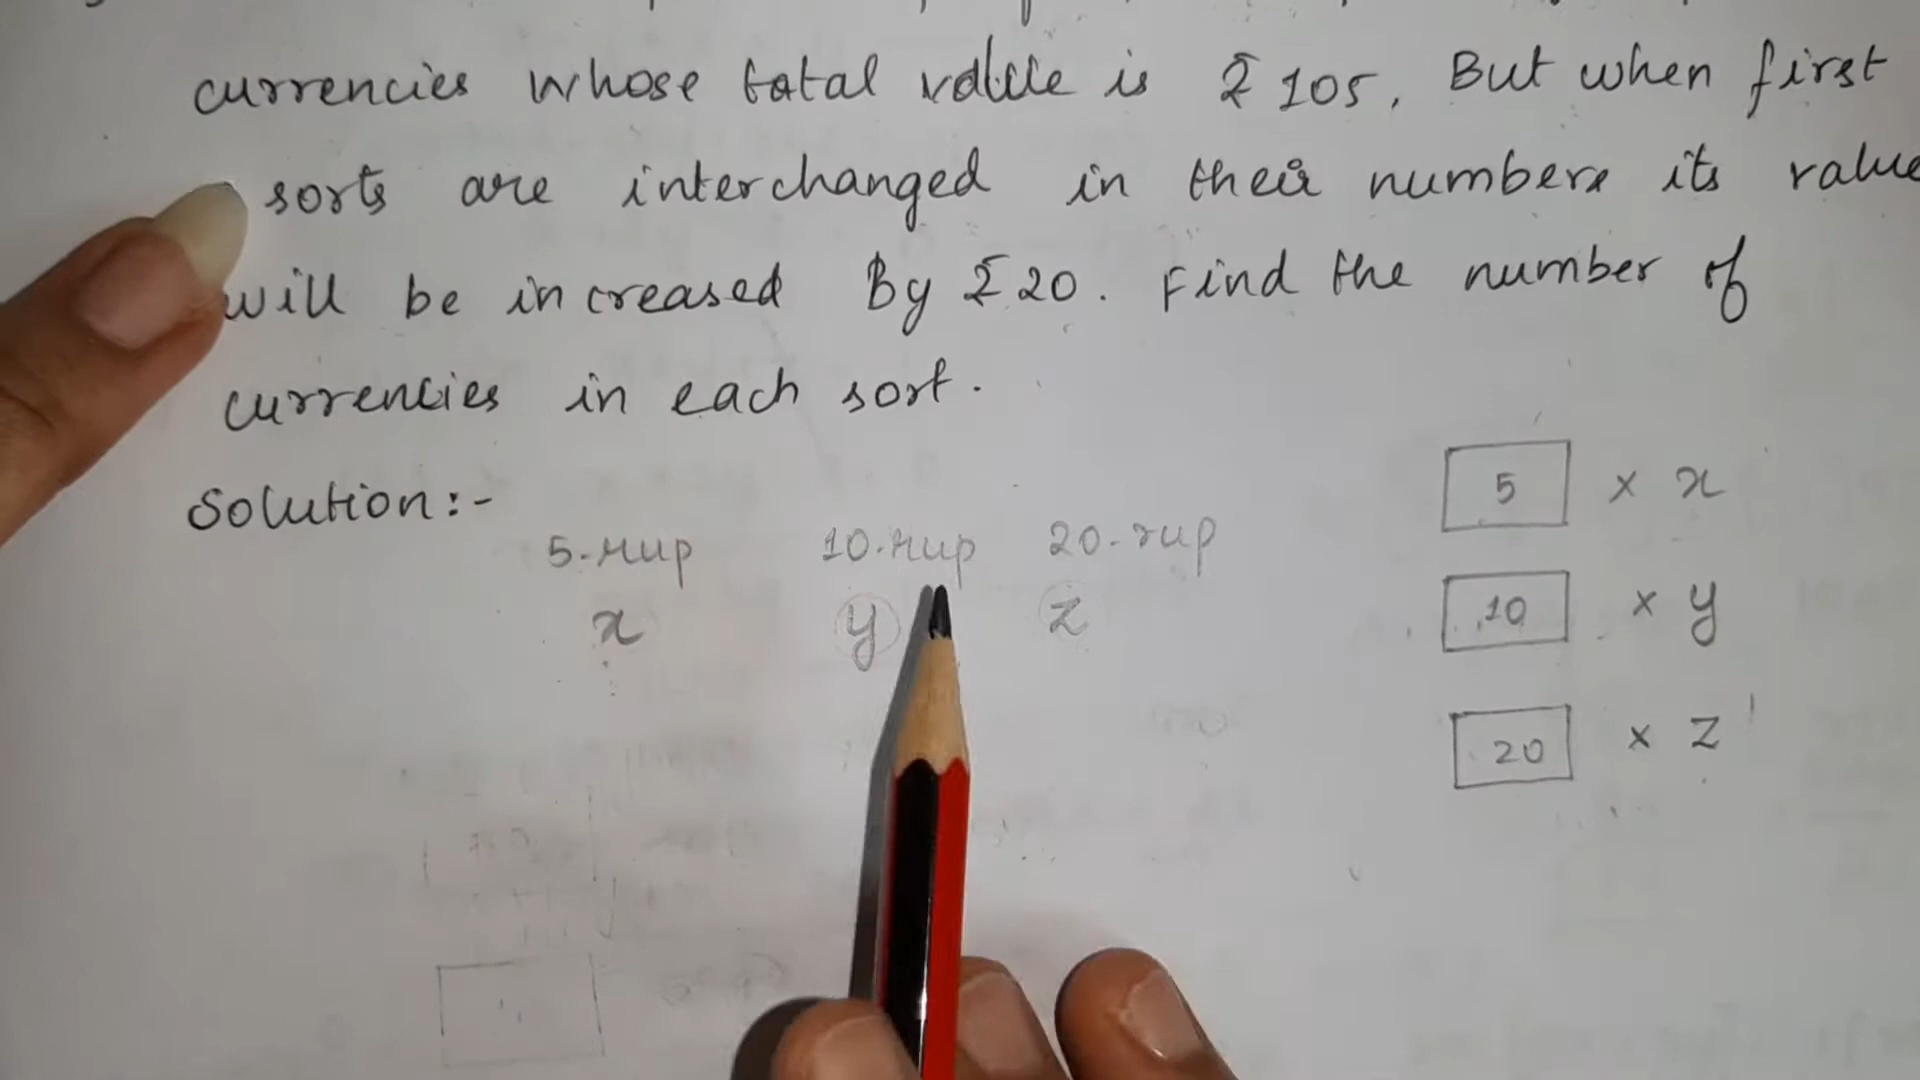 currencies whose total value is ₹ 105. But when first
sorts are interchanged in their numbers its value
will be increased By ₹ 20. Find the number of
currencies in each sort.
Solution:-
5-rup 10-rup 20-rup
x y z
5 × x
10 × y
20 × z